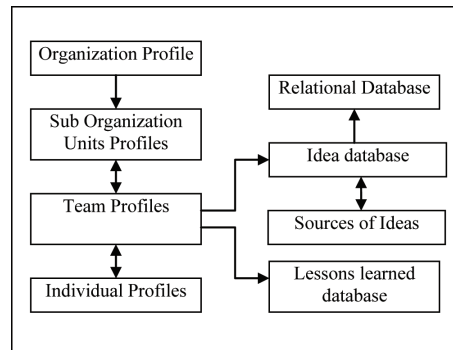 Organization Profile
Sub Organization
Units Profiles
Team Profiles
Individual Profiles
Relational Database
Idea database
Sources of Ideas
Lessons learned
database